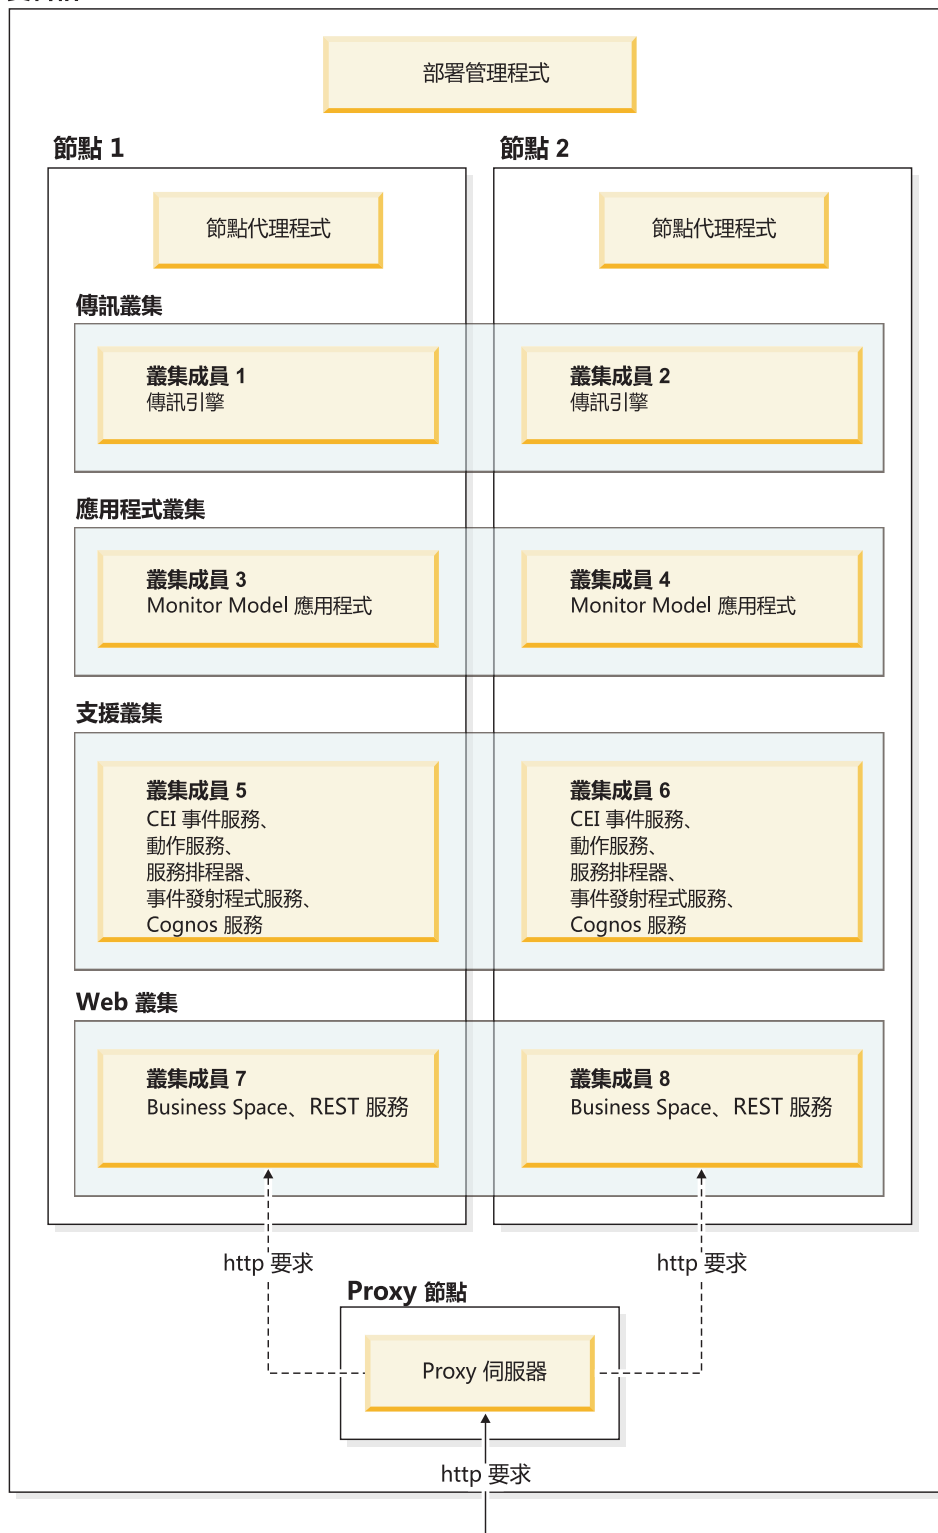 部署管理程式
節點 1
節點 2
節點代理程式
節點代理程式
傳訊叢集
叢集成員 1
傳訊引擎
叢集成員 2
傳訊引擎
應用程式叢集
叢集成員 3
Monitor Model 應用程式
叢集成員 4
Monitor Model 應用程式
支援叢集
叢集成員 5
CEI 事件服務、
動作服務、
服務排程器、
事件發射程式服務、
Cognos 服務
叢集成員 6
CEI 事件服務、
動作服務、
服務排程器、
事件發射程式服務、
Cognos 服務
Web 叢集
叢集成員 7
Business Space、REST 服務
叢集成員 8
Business Space、REST 服務
http 要求
http 要求
Proxy 節點
Proxy 伺服器
http 要求